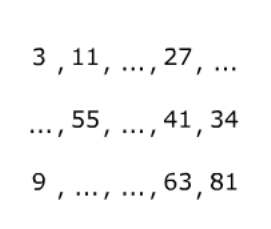 3 , 11 , ... , 27 , ...
... , 55 , ... , 41 , 34
9 , ... , ... , 63 , 81